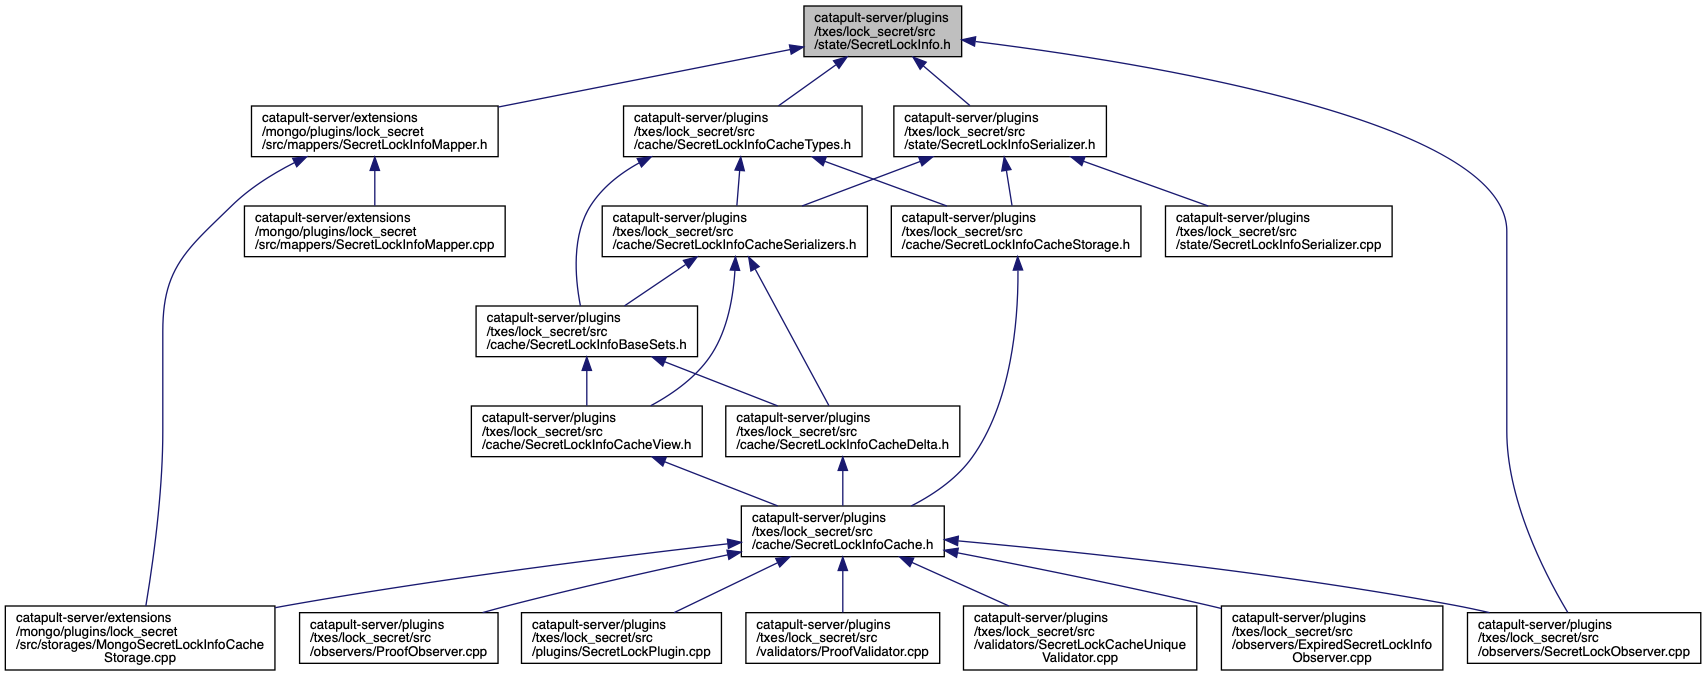 catapult-server/plugins
/txes/lock_secret/src
/state/SecretLockInfo.h
catapult-server/extensions
/mongo/plugins/lock_secret
/src/mappers/SecretLockInfoMapper.h
catapult-server/plugins
/txes/lock_secret/src
/cache/SecretLockInfoCacheTypes.h
catapult-server/plugins
/txes/lock_secret/src
/state/SecretLockInfoSerializer.h
catapult-server/extensions
/mongo/plugins/lock_secret
/src/mappers/SecretLockInfoMapper.cpp
catapult-server/plugins
/txes/lock_secret/src
/cache/SecretLockInfoCacheSerializers.h
catapult-server/plugins
/txes/lock_secret/src
/cache/SecretLockInfoCacheStorage.h
catapult-server/plugins
/txes/lock_secret/src
/state/SecretLockInfoSerializer.cpp
catapult-server/plugins
/txes/lock_secret/src
/cache/SecretLockInfoBaseSets.h
catapult-server/plugins
/txes/lock_secret/src
/cache/SecretLockInfoCacheView.h
catapult-server/plugins
/txes/lock_secret/src
/cache/SecretLockInfoCacheDelta.h
catapult-server/plugins
/txes/lock_secret/src
/cache/SecretLockInfoCache.h
catapult-server/extensions
/mongo/plugins/lock_secret
/src/storages/MongoSecretLockInfoCache
Storage.cpp
catapult-server/plugins
/txes/lock_secret/src
/observers/ProofObserver.cpp
catapult-server/plugins
/txes/lock_secret/src
/plugins/SecretLockPlugin.cpp
catapult-server/plugins
/txes/lock_secret/src
/validators/ProofValidator.cpp
catapult-server/plugins
/txes/lock_secret/src
/validators/SecretLockCacheUnique
Validator.cpp
catapult-server/plugins
/txes/lock_secret/src
/observers/ExpiredSecretLockInfo
Observer.cpp
catapult-server/plugins
/txes/lock_secret/src
/observers/SecretLockObserver.cpp